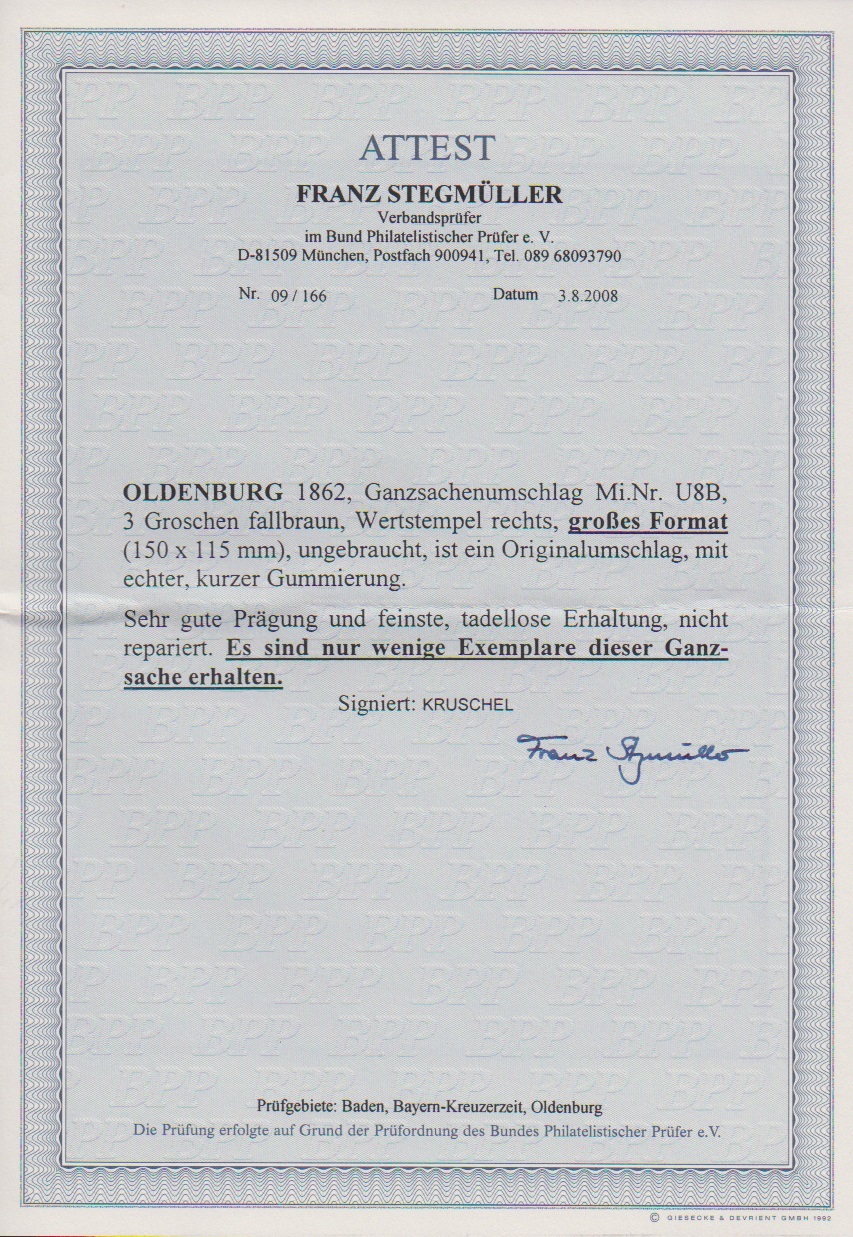 ATTEST
FRANZ STEGMÜLLER
Verbandsprüfer
im Bund Philatelistischer Prüfer e. V.
D-81509 München, Postfach 900941, Tel. 089 68093790
Nr. 09 / 166 Datum 3.8.2008
OLDENBURG 1862, Ganzsachenumschlag Mi.Nr. U8B,
3 Groschen fallbraun, Wertstempel rechts, großes Format
(150 x 115 mm), ungebraucht, ist ein Originalumschlag, mit
echter, kurzer Gummierung.
Sehr gute Prägung und feinste, tadellose Erhaltung, nicht
repariert. Es sind nur wenige Exemplare dieser Ganz-
sache erhalten.
Signiert: KRUSCHEL
Franz Stegmüller
Prüfgebiete: Baden, Bayern-Kreuzerzeit, Oldenburg
Die Prüfung erfolgte auf Grund der Prüfordnung des Bundes Philatelistischer Prüfer e.V.
© GIESECKE & DEVRIENT GMBH 1992